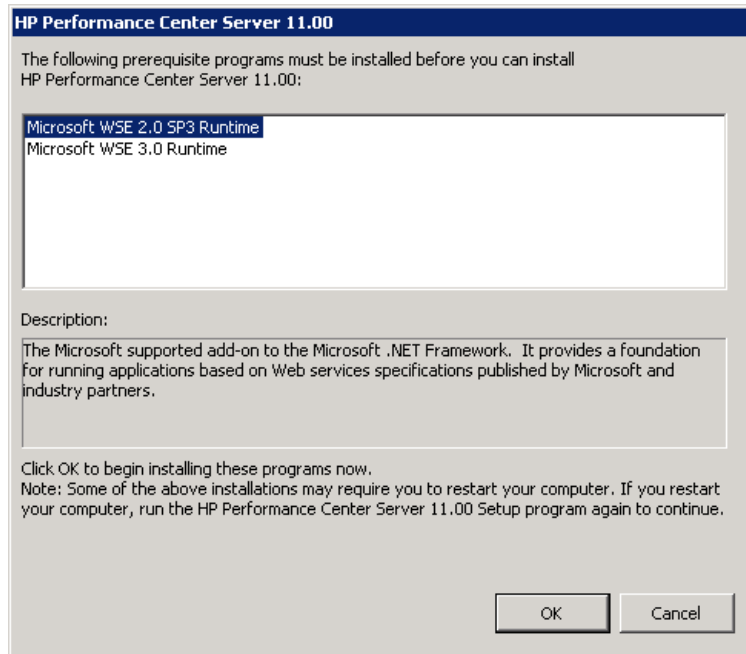 HP Performance Center Server 11.00
The following prerequisite programs must be installed before you can install
HP Performance Center Server 11.00:
Microsoft WSE 2.0 SP3 Runtime
Microsoft WSE 3.0 Runtime
Description:
The Microsoft supported add-on to the Microsoft .NET Framework. It provides a foundation
for running applications based on Web services specifications published by Microsoft and
industry partners.
Click OK to begin installing these programs now.
Note: Some of the above installations may require you to restart your computer. If you restart
your computer, run the HP Performance Center Server 11.00 Setup program again to continue.
OK
Cancel